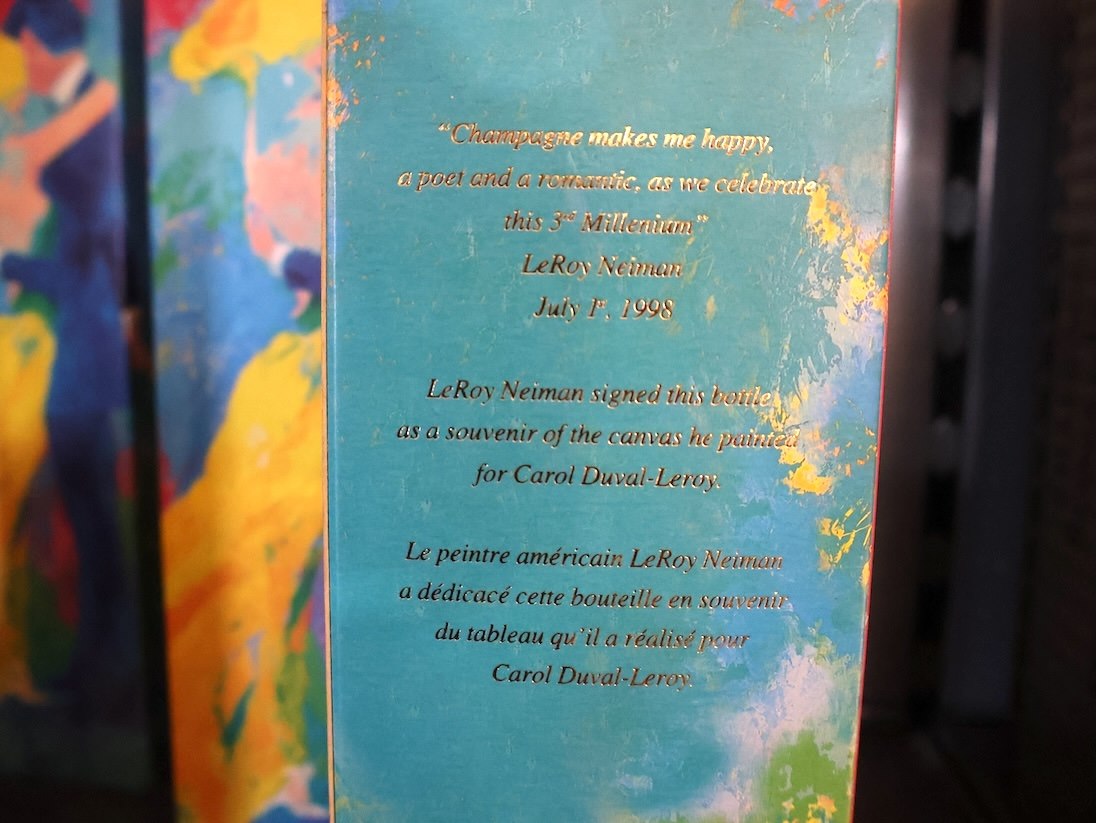 “Champagne makes me happy,
a poet and a romantic, as we celebrate
this 3rd Millenium”
LeRoy Neiman
July 1st, 1998
LeRoy Neiman signed this bottle
as a souvenir of the canvas he painted
for Carol Duval-Leroy.
Le peintre américain LeRoy Neiman
a dédicacé cette bouteille en souvenir
du tableau qu'il a réalisé pour
Carol Duval-Leroy.